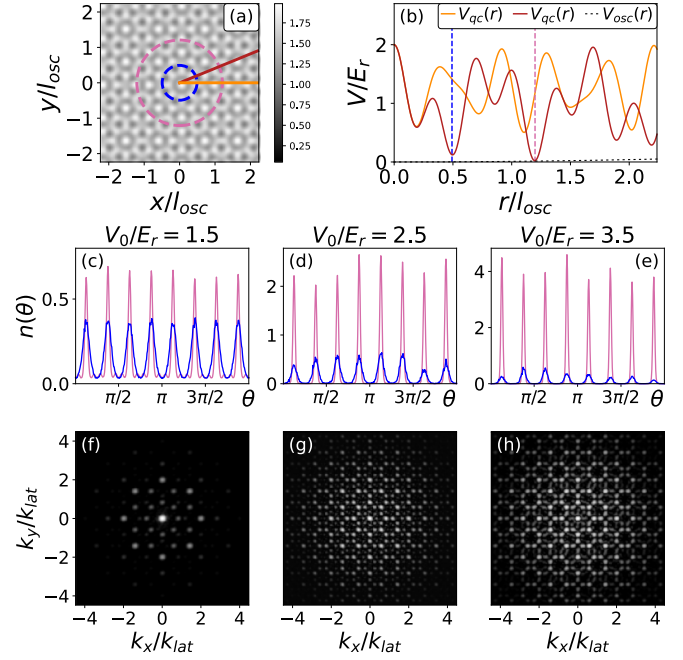 (a)
y/l_osc
2
1
0
−1
−2
−2 −1 0 1 2
x/l_osc
1.75
1.50
1.25
1.00
0.75
0.50
0.25
(b)
V_qc(r) V_qc(r) V_osc(r)
V/E_r
3
2
1
0
0.0 0.5 1.0 1.5 2.0
r/l_osc
V_0/E_r = 1.5 V_0/E_r = 2.5 V_0/E_r = 3.5
(c) (d) (e)
n(θ)
0.5
0.0
π/2 π 3π/2 θ
2
1
0
π/2 π 3π/2 θ
4
2
0
π/2 π 3π/2 θ
(f) (g) (h)
k_y/k_lat
4
2
0
−2
−4
−4 −2 0 2 4
k_x/k_lat
−4 −2 0 2 4
k_x/k_lat
−4 −2 0 2 4
k_x/k_lat